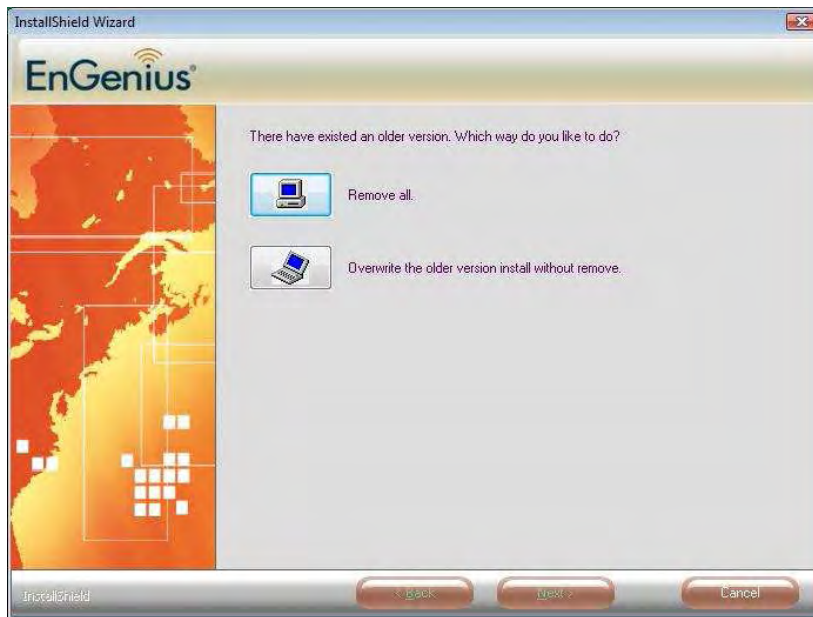 InstallShield Wizard
EnGenius®
There have existed an older version. Which way do you like to do?
Remove all.
Overwrite the older version install without remove.
InstallShield
< Back
Next >
Cancel